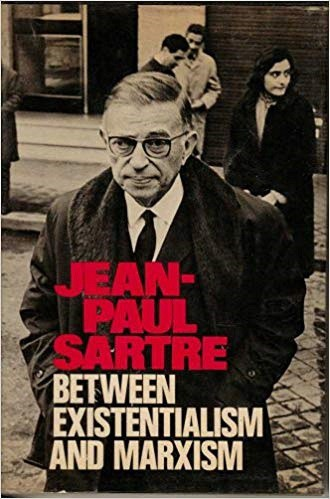 JEAN-
PAUL
SARTRE
BETWEEN
EXISTENTIALISM
AND MARXISM